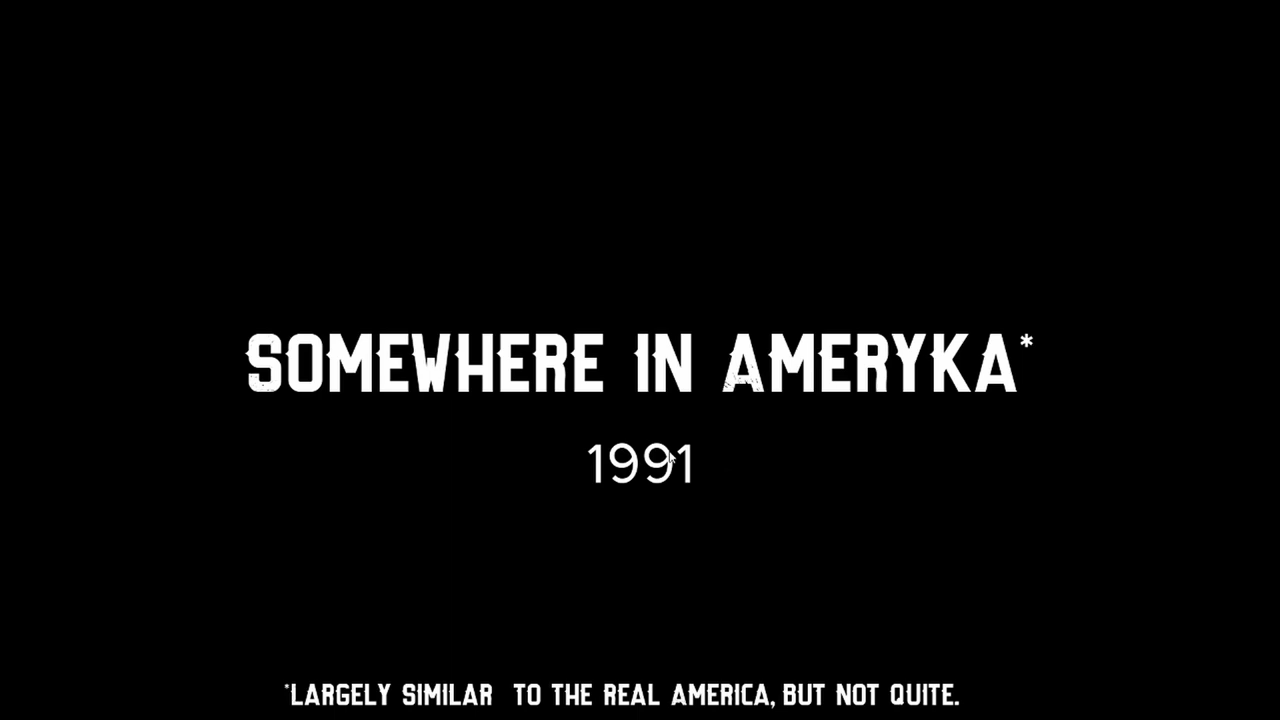 SOMEWHERE IN AMERYKA*
1991
*LARGELY SIMILAR TO THE REAL AMERICA, BUT NOT QUITE.